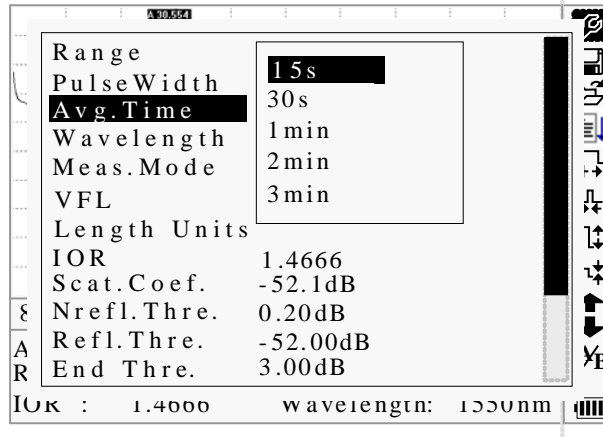 A 30.554
Range
PulseWidth
Avg.Time
Wavelength
Meas.Mode
VFL
Length Units
15s
30s
1min
2min
3min
IOR 1.4666
Scat.Coef. -52.1dB
Nrefl.Thre. 0.20dB
Refl.Thre. -52.00dB
End Thre. 3.00dB
8
A
R
IOR : 1.4666 Wavelength: 1550nm